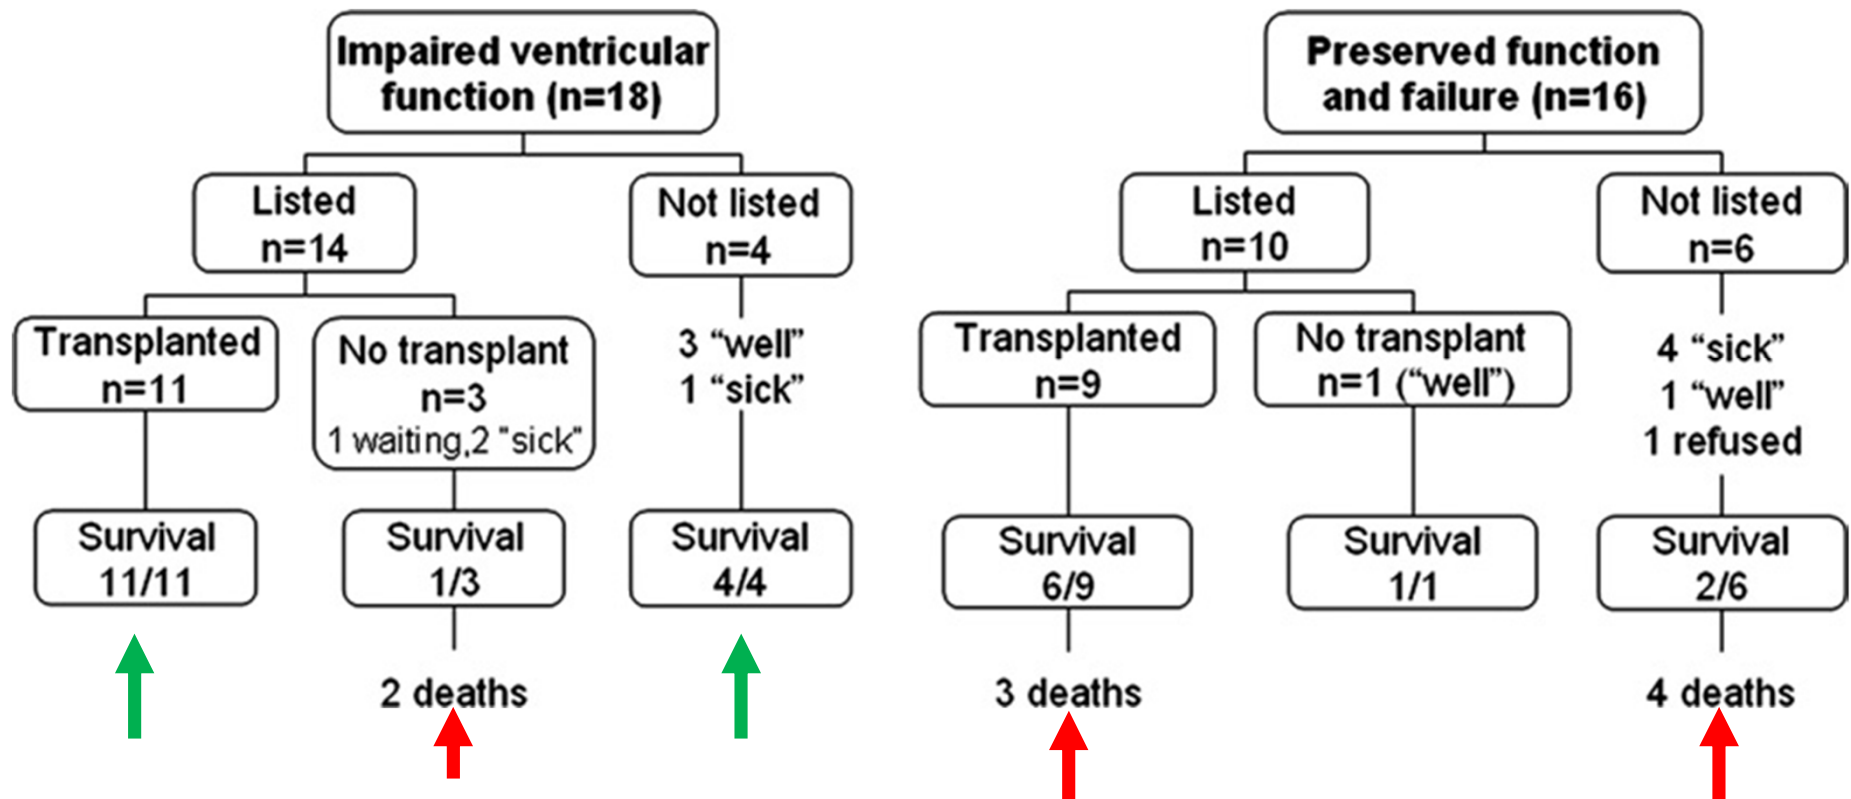 Impaired ventricular
function (n=18)
Listed
n=14
Not listed
n=4
Transplanted
n=11
No transplant
n=3
1 waiting,2 "sick"
3 “well”
1 “sick”
Survival
11/11
Survival
1/3
Survival
4/4
2 deaths
Preserved function
and failure (n=16)
Listed
n=10
Not listed
n=6
Transplanted
n=9
No transplant
n=1 (“well”)
4 “sick”
1 “well”
1 refused
Survival
6/9
Survival
1/1
Survival
2/6
3 deaths
4 deaths